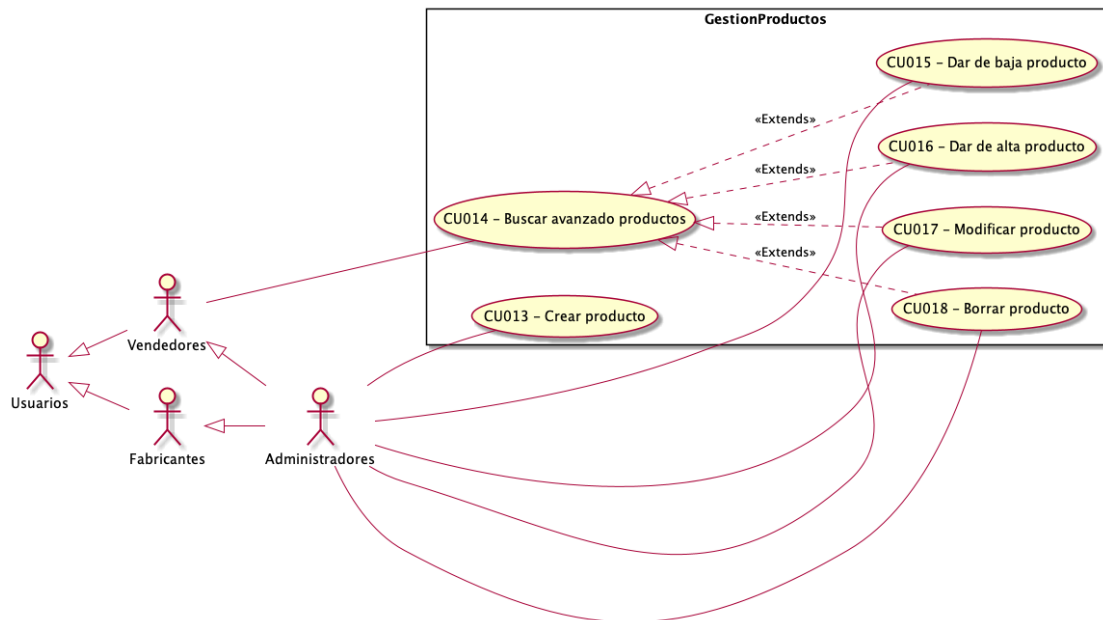 GestionProductos
CU015 – Dar de baja producto
«Extends»
CU016 – Dar de alta producto
«Extends»
CU014 – Buscar avanzado productos
«Extends»
CU017 – Modificar producto
«Extends»
CU018 – Borrar producto
CU013 – Crear producto
Vendedores
Usuarios
Fabricantes
Administradores